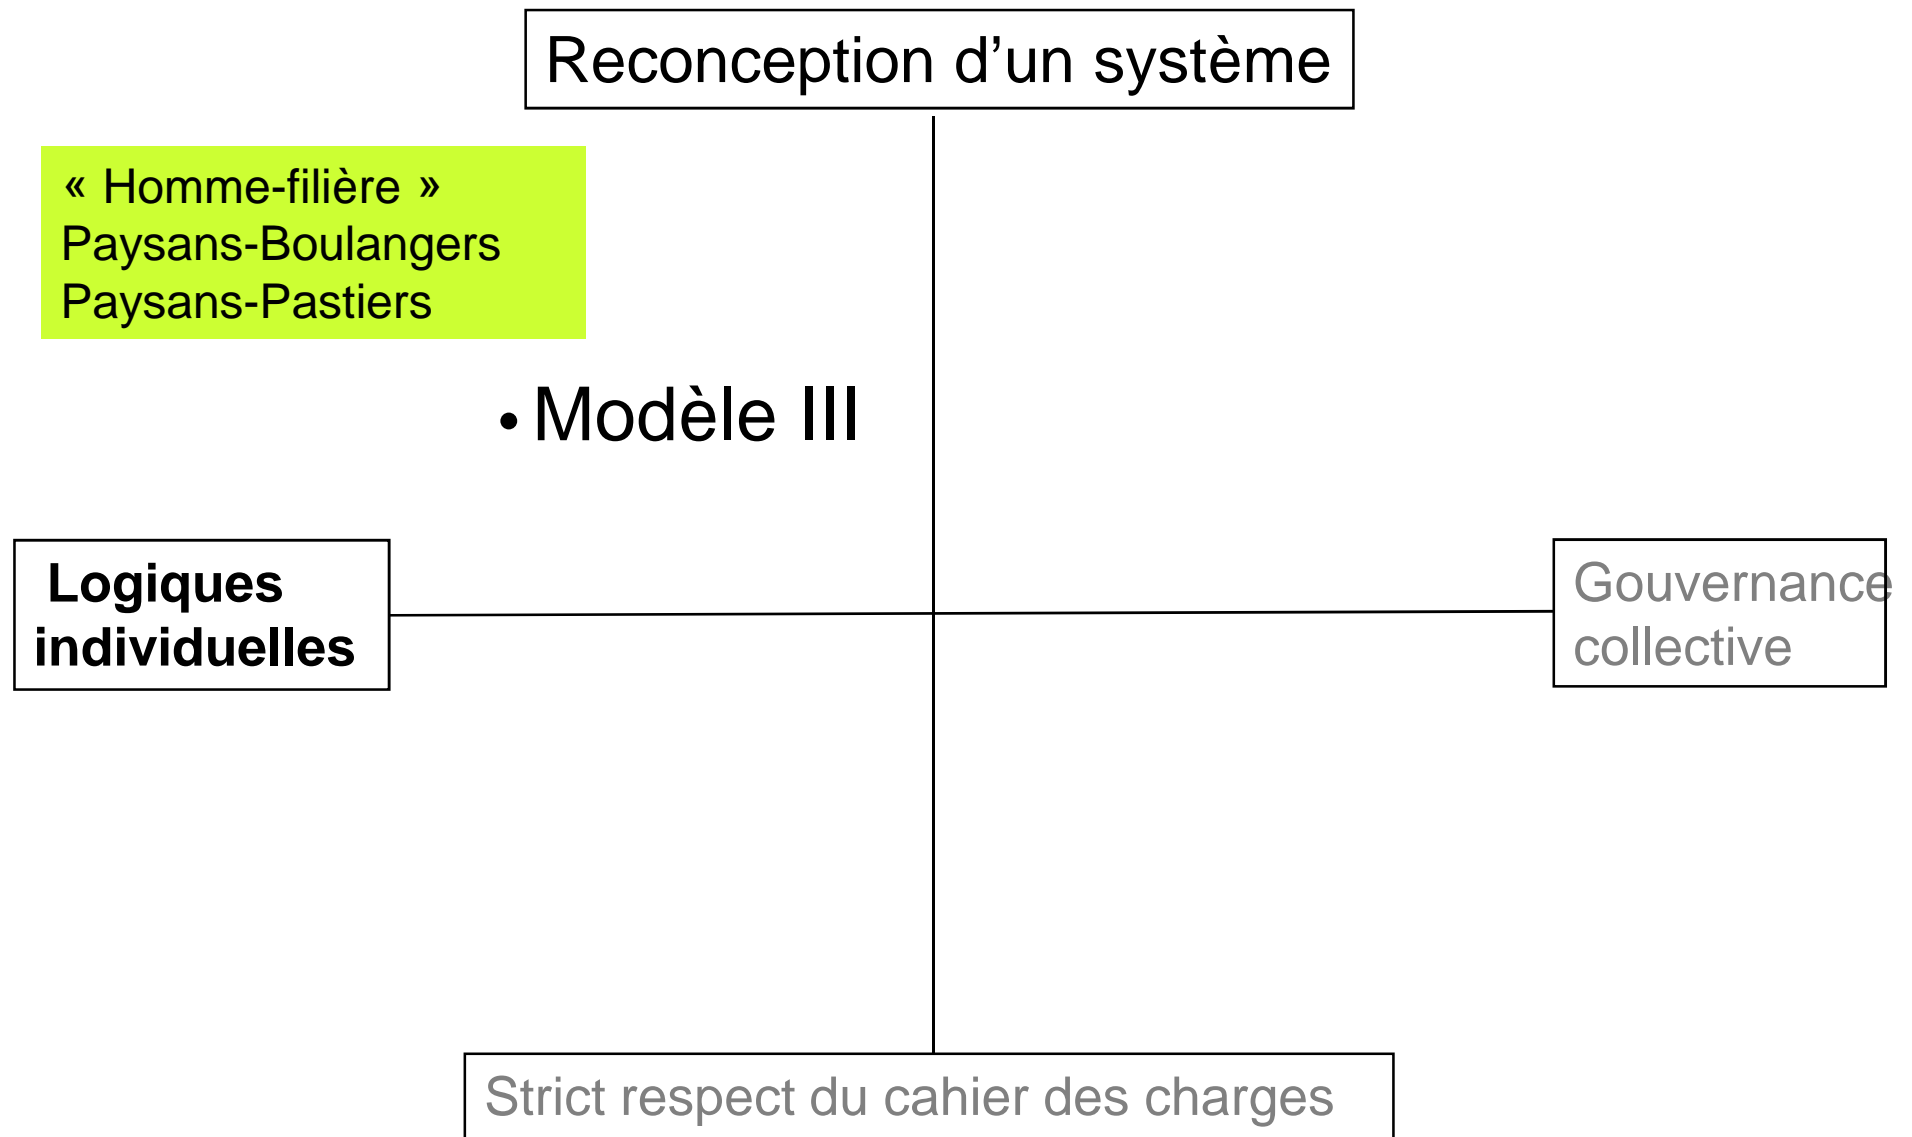 Reconception d’un système
« Homme-filière »
Paysans-Boulangers
Paysans-Pastiers
• Modèle III
Logiques
individuelles
Gouvernance
collective
Strict respect du cahier des charges